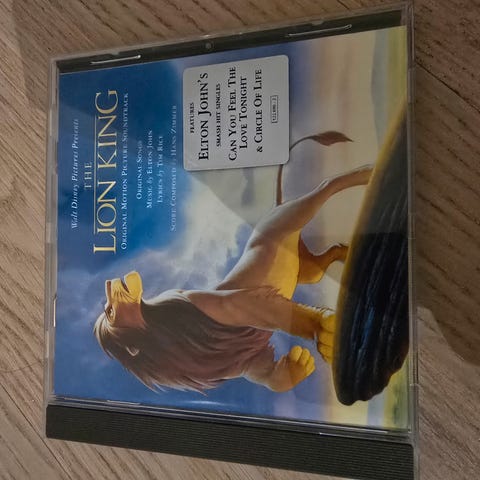 Walt Disney Pictures Presents
THE
LION KING
ORIGINAL MOTION PICTURE SOUNDTRACK
ORIGINAL SONGS
MUSIC by ELTON JOHN
LYRICS by TIM RICE
SCORE COMPOSED by HANS ZIMMER
FEATURES
ELTON JOHN'S
SMASH HIT SINGLES
CAN YOU FEEL THE
LOVE TONIGHT
& CIRCLE OF LIFE